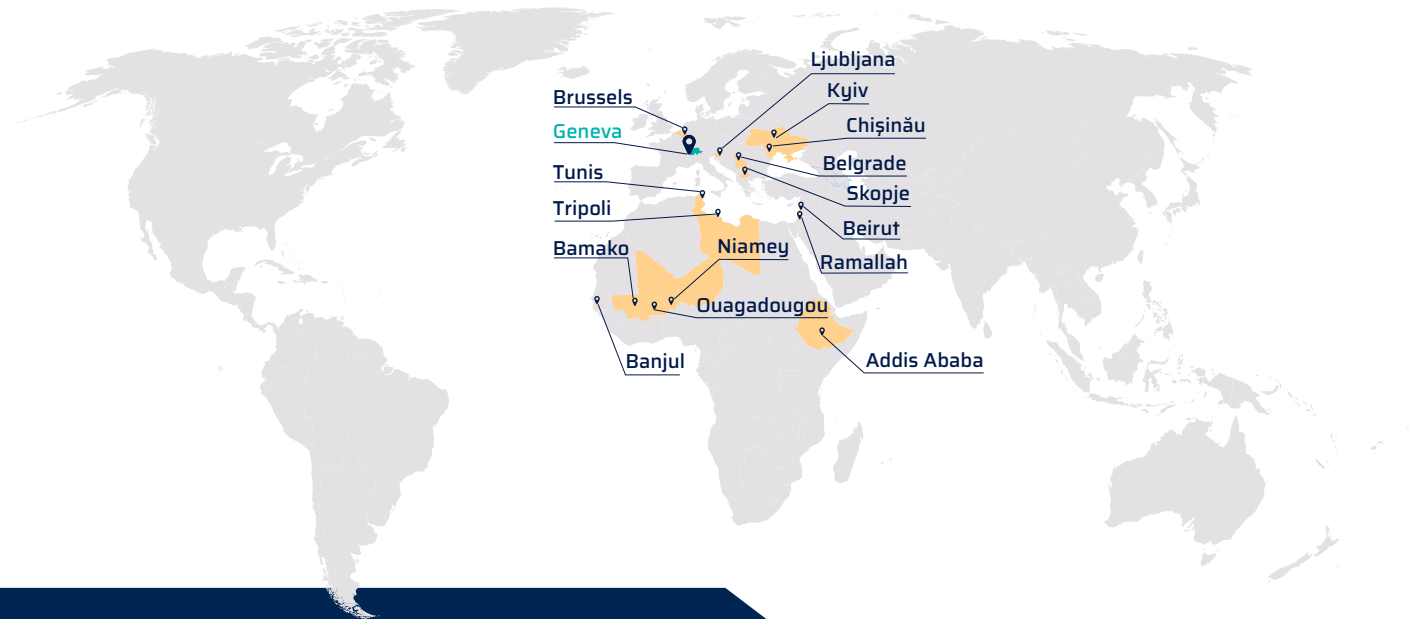 Ljubljana
Kyiv
Brussels
Chișinău
Geneva
Belgrade
Tunis
Skopje
Tripoli
Beirut
Bamako
Niamey
Ramallah
Ouagadougou
Banjul
Addis Ababa